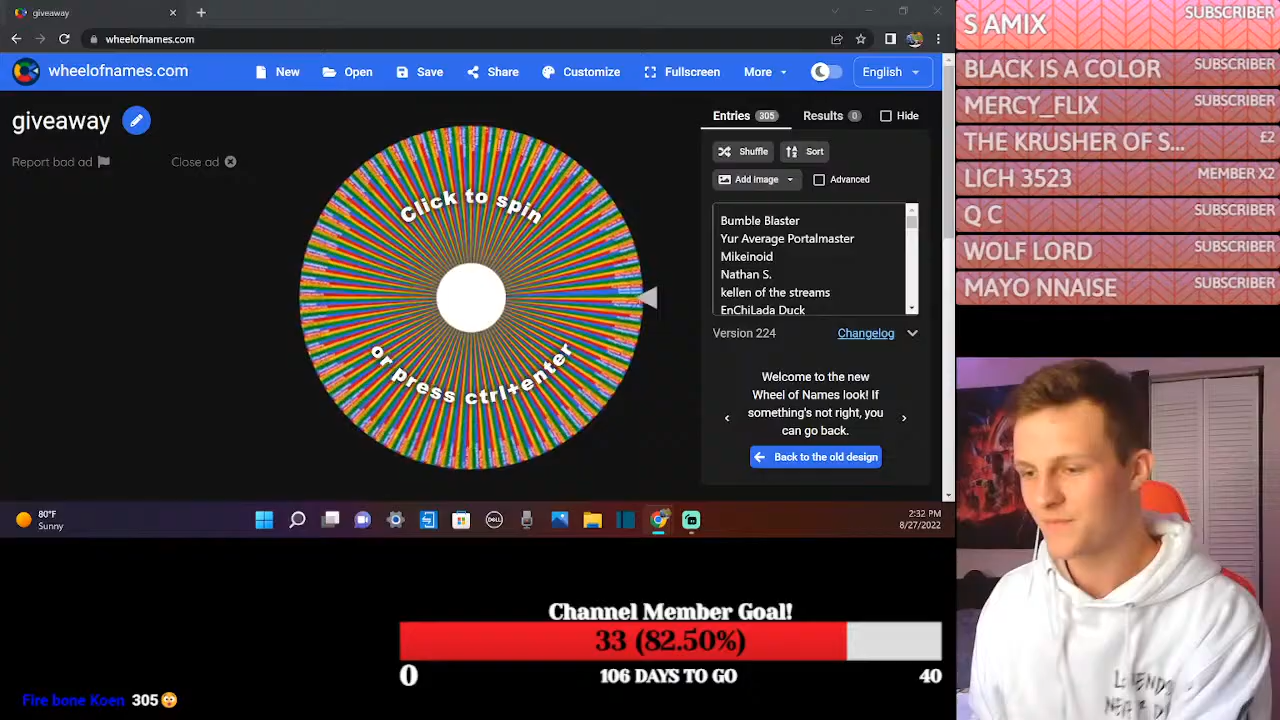 giveaway
wheelofnames.com
wheelofnames.com
New
Open
Save
Share
Customize
Fullscreen
More
English
giveaway
Report bad ad
Close ad
Click to spin
or press ctrl+enter
Entries 305
Results 0
Hide
Shuffle
Sort
Add image
Advanced
Bumble Blaster
Yur Average Portalmaster
Mikeinoid
Nathan S.
kellen of the streams
EnChiLada Duck
Version 224
Changelog
Welcome to the new
Wheel of Names look! If
something's not right, you
can go back.
Back to the old design
80°F
Sunny
DELL
2:32 PM
8/27/2022
S AMIX SUBSCRIBER
BLACK IS A COLOR SUBSCRIBER
MERCY_FLIX SUBSCRIBER
THE KRUSHER OF S... £2
LICH 3523 MEMBER X2
Q C SUBSCRIBER
WOLF LORD SUBSCRIBER
MAYO NNAISE SUBSCRIBER
Channel Member Goal!
33 (82.50%)
0
106 DAYS TO GO
40
Fire bone Koen 305😳